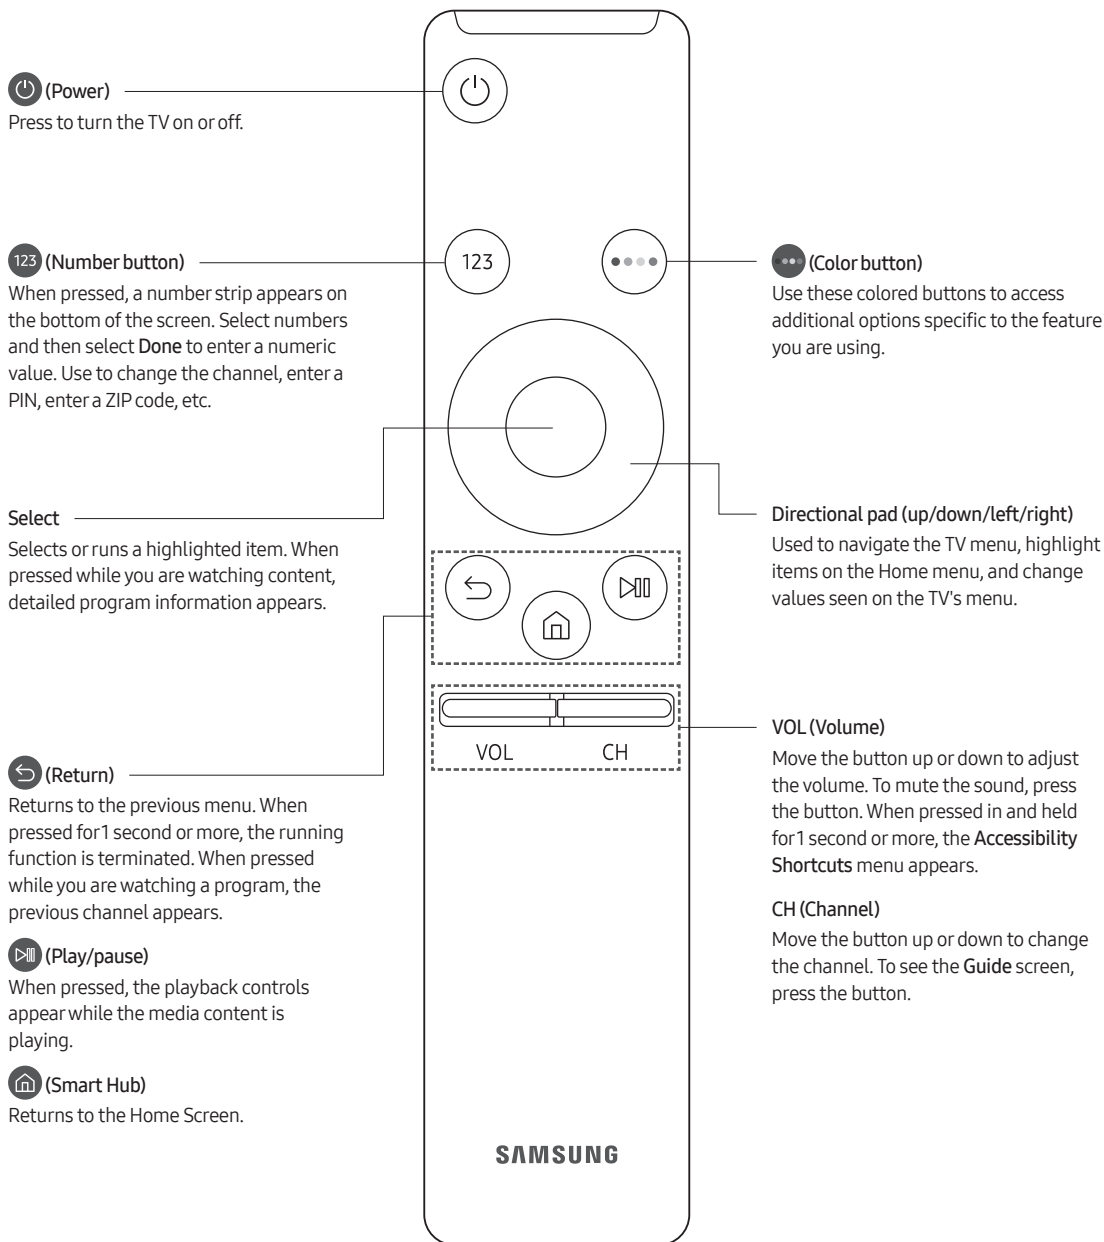 (Power)
Press to turn the TV on or off.
123 (Number button)
When pressed, a number strip appears on
the bottom of the screen. Select numbers
and then select Done to enter a numeric
value. Use to change the channel, enter a
PIN, enter a ZIP code, etc.
Select
Selects or runs a highlighted item. When
pressed while you are watching content,
detailed program information appears.
(Return)
Returns to the previous menu. When
pressed for 1 second or more, the running
function is terminated. When pressed
while you are watching a program, the
previous channel appears.
(Play/pause)
When pressed, the playback controls
appear while the media content is
playing.
(Smart Hub)
Returns to the Home Screen.
123
VOL
CH
SAMSUNG
(Color button)
Use these colored buttons to access
additional options specific to the feature
you are using.
Directional pad (up/down/left/right)
Used to navigate the TV menu, highlight
items on the Home menu, and change
values seen on the TV's menu.
VOL (Volume)
Move the button up or down to adjust
the volume. To mute the sound, press
the button. When pressed in and held
for 1 second or more, the Accessibility
Shortcuts menu appears.
CH (Channel)
Move the button up or down to change
the channel. To see the Guide screen,
press the button.